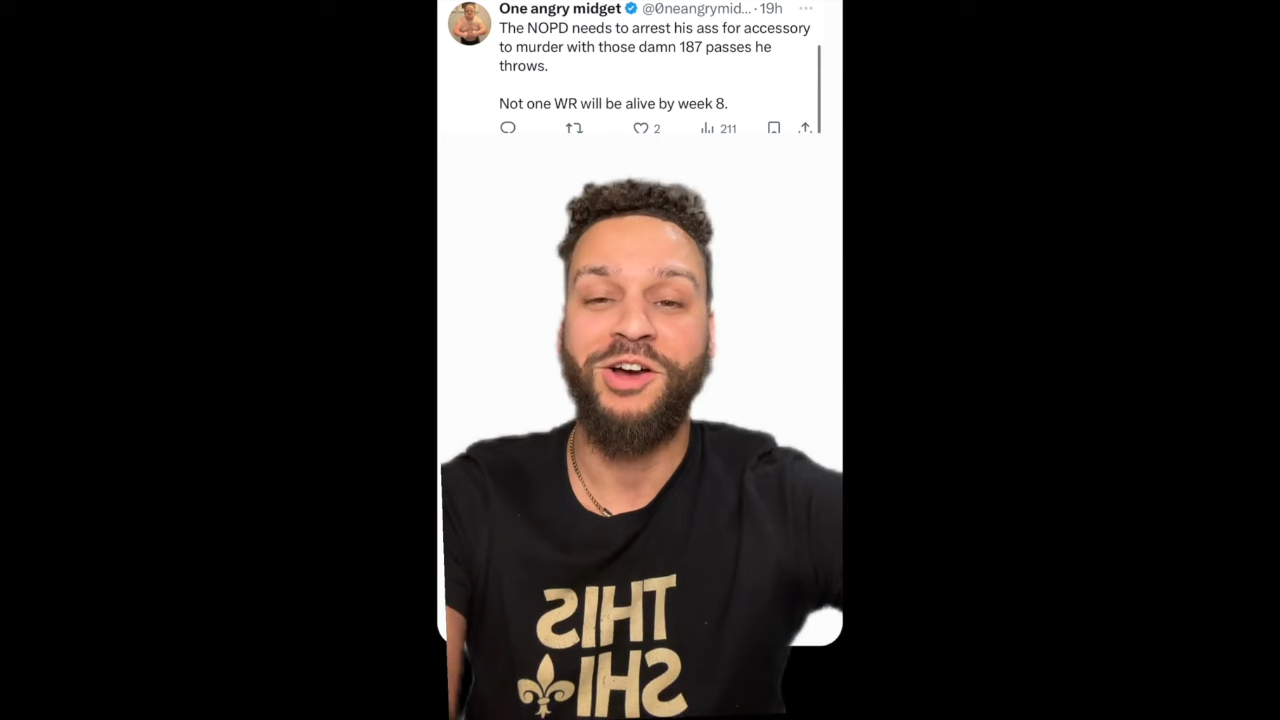 One angry midget @0neangrymid... · 19h
The NOPD needs to arrest his ass for accessory
to murder with those damn 187 passes he
throws.
Not one WR will be alive by week 8.
2 211
THIS
SHI